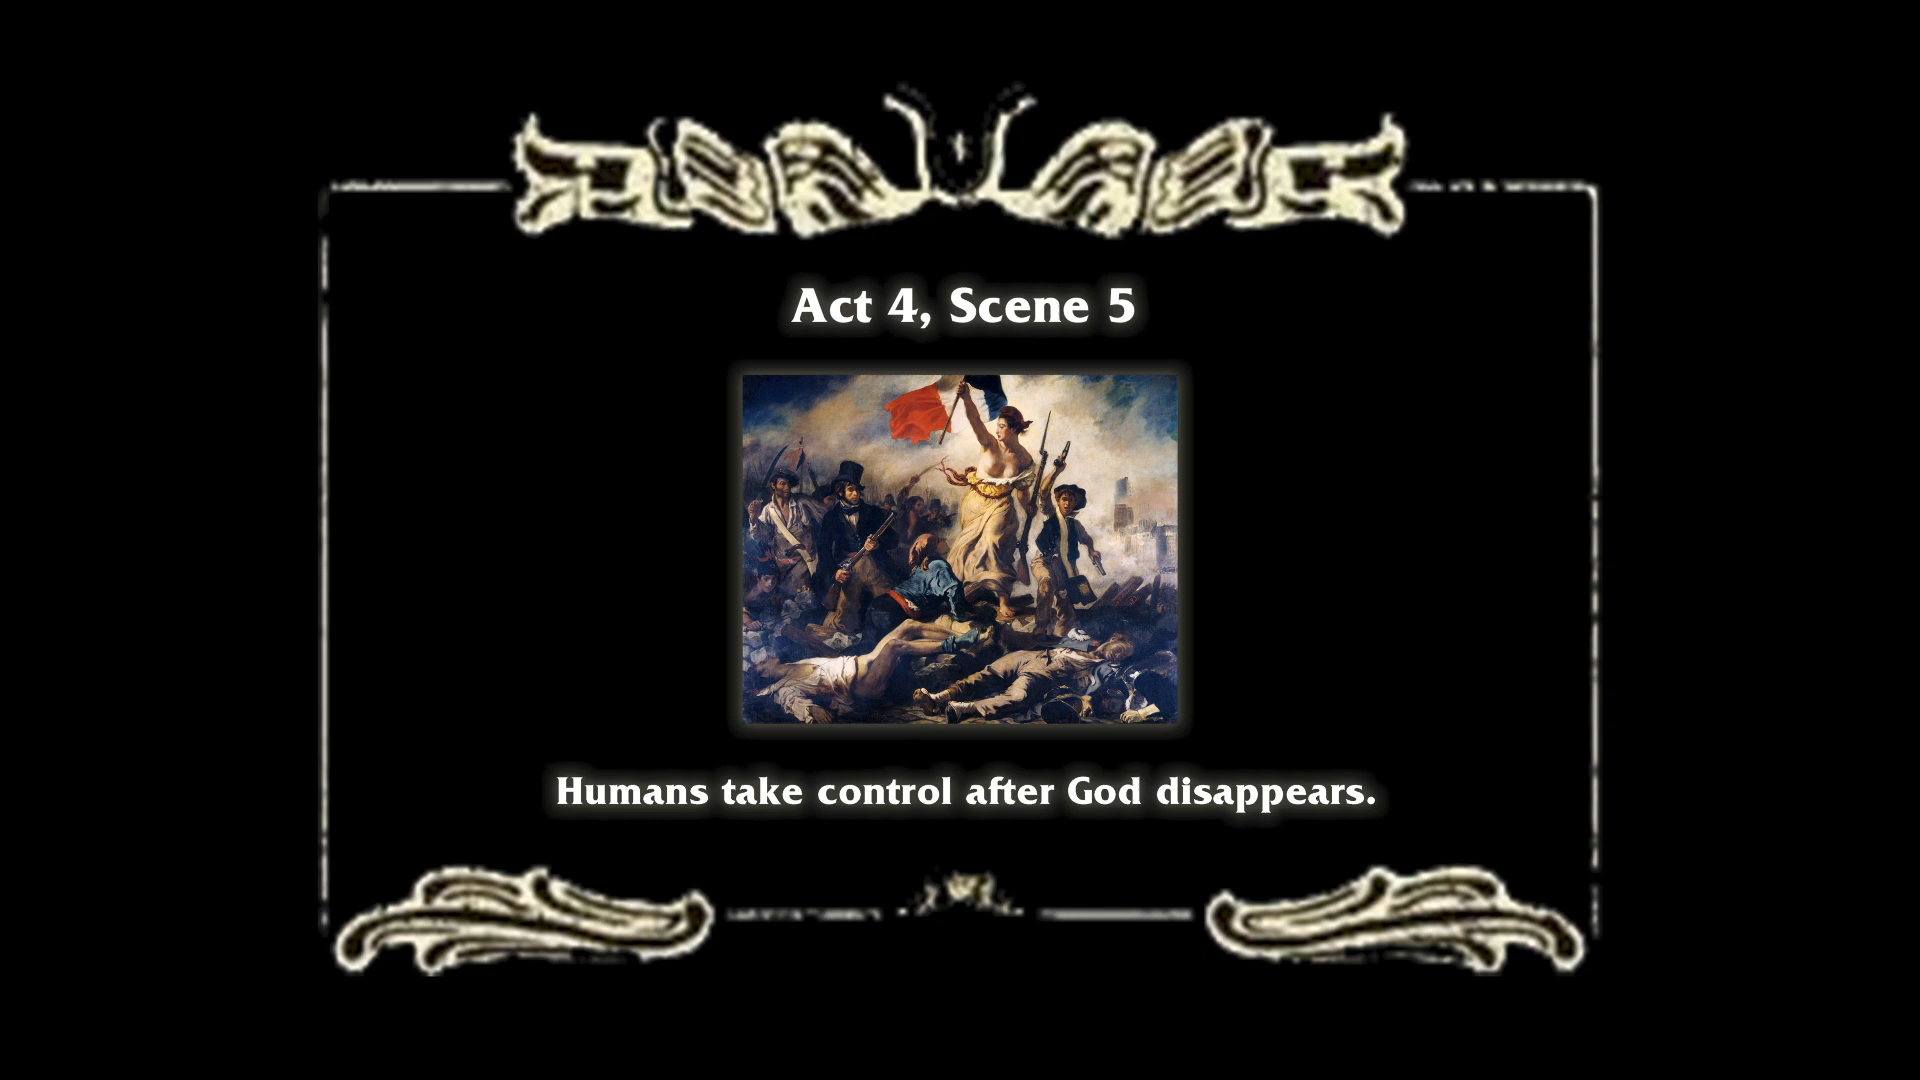 Act 4, Scene 5
Humans take control after God disappears.